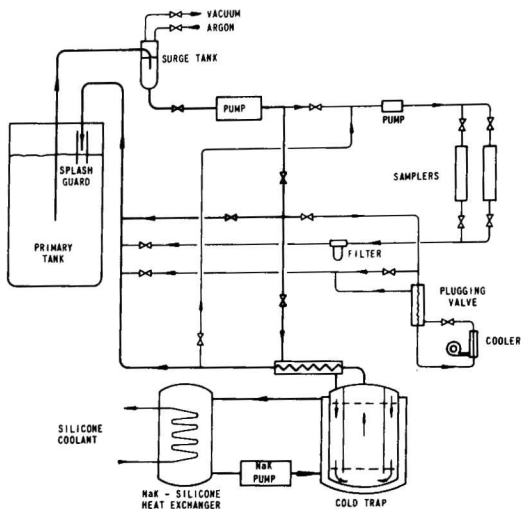 VACUUM
ARGON
SURGE TANK
PUMP
PUMP
SPLASH
GUARD
SAMPLERS
PRIMARY
TANK
FILTER
PLUGGING
VALVE
COOLER
SILICONE
COOLANT
NaK
PUMP
NaK - SILICONE
HEAT EXCHANGER
COLD TRAP